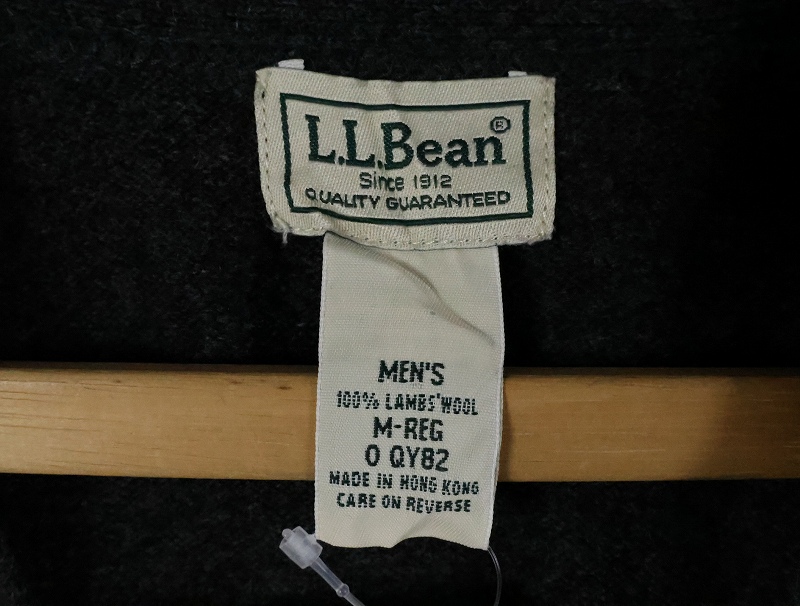 L.L.Bean®
Since 1912
QUALITY GUARANTEED
MEN'S
100% LAMBS'WOOL
M-REG
0 QY82
MADE IN HONG KONG
CARE ON REVERSE